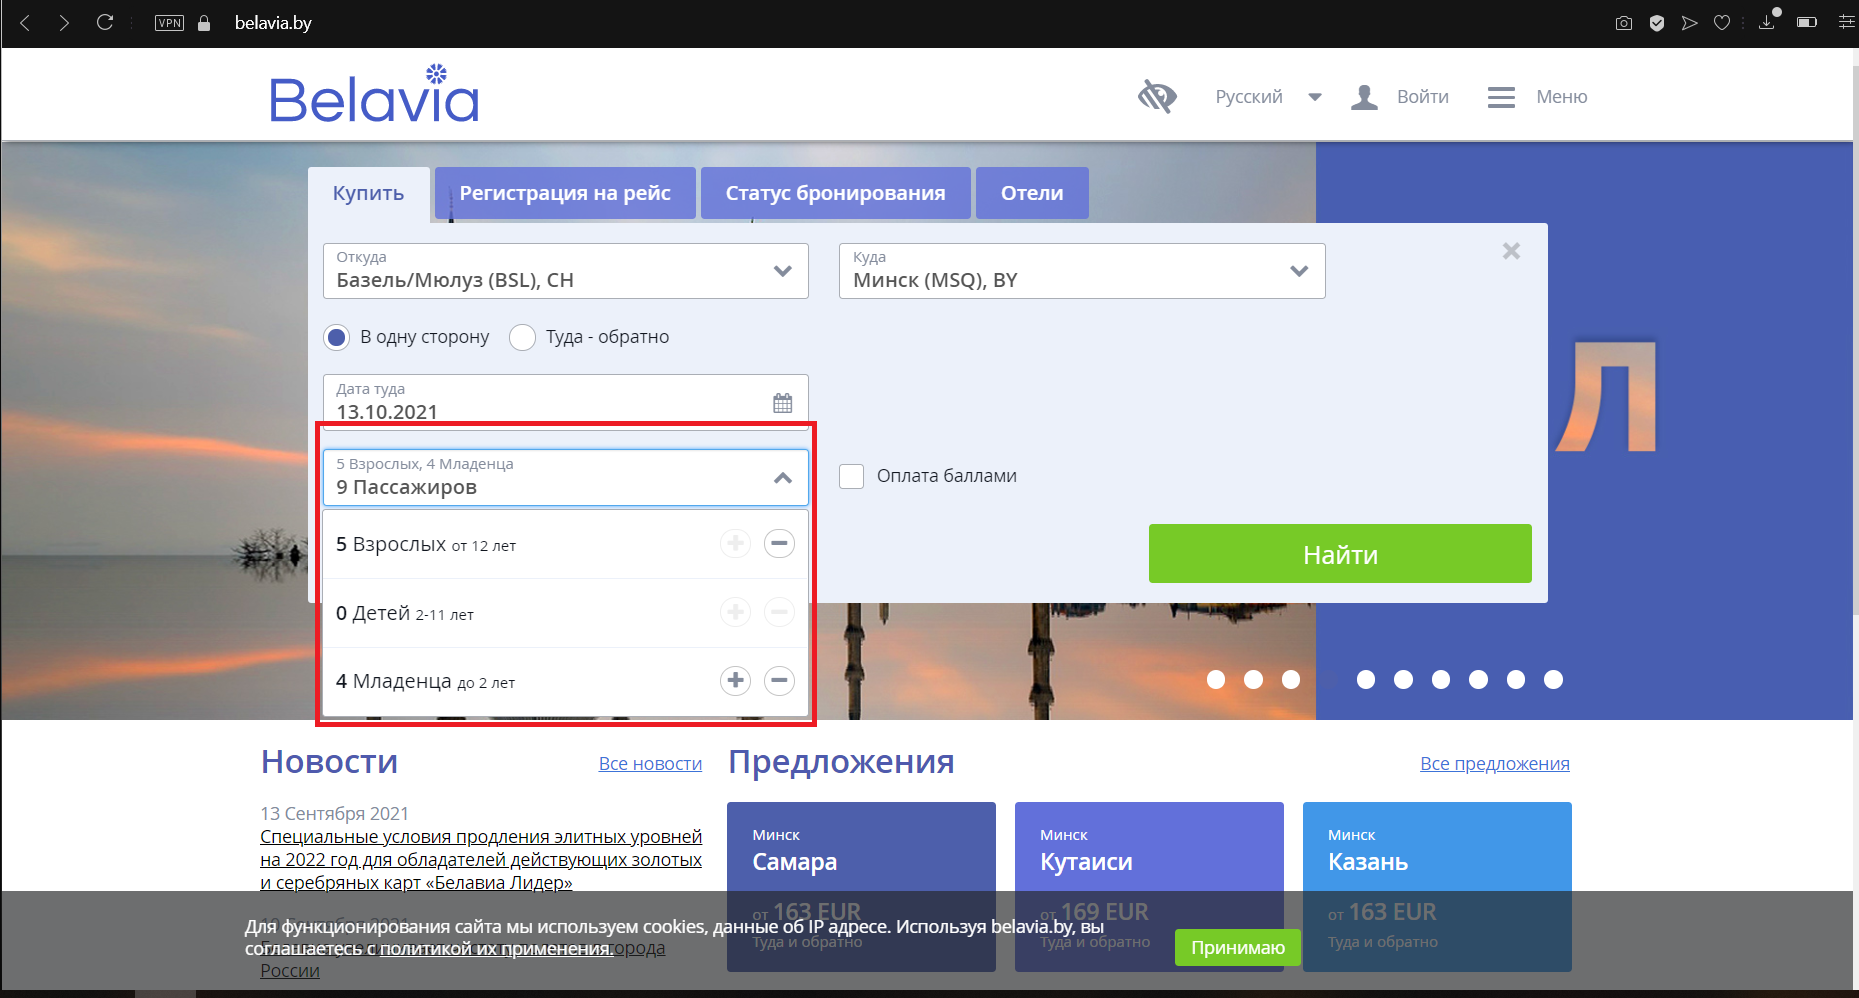 VPN
belavia.by
Belavia
Русский
Войти
Меню
Купить
Регистрация на рейс
Статус бронирования
Отели
Откуда
Базель/Мюлуз (BSL), CH
Куда
Минск (MSQ), BY
В одну сторону
Туда - обратно
Дата туда
13.10.2021
5 Взрослых, 4 Младенца
9 Пассажиров
Оплата баллами
5 Взрослых от 12 лет
0 Детей 2-11 лет
4 Младенца до 2 лет
Найти
Л
Новости
Все новости
13 Сентября 2021
Специальные условия продления элитных уровней
на 2022 год для обладателей действующих золотых
и серебряных карт «Белавиа Лидер»
города
России
Предложения
Все предложения
Минск
Самара
от 163 EUR
Туда и обратно
Минск
Кутаиси
от 169 EUR
Туда и обратно
Минск
Казань
от 163 EUR
Туда и обратно
Для функционирования сайта мы используем cookies, данные об IP адресе. Используя belavia.by, вы
соглашаетесь с политикой их применения.
Принимаю